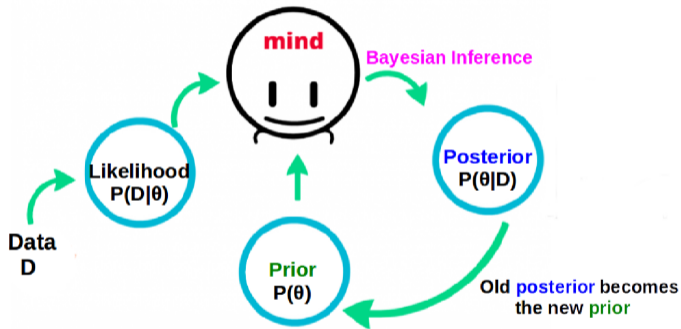 mind
Bayesian Inference
Likelihood
P(D|θ)
Posterior
P(θ|D)
Data
D
Prior
P(θ)
Old posterior becomes
the new prior